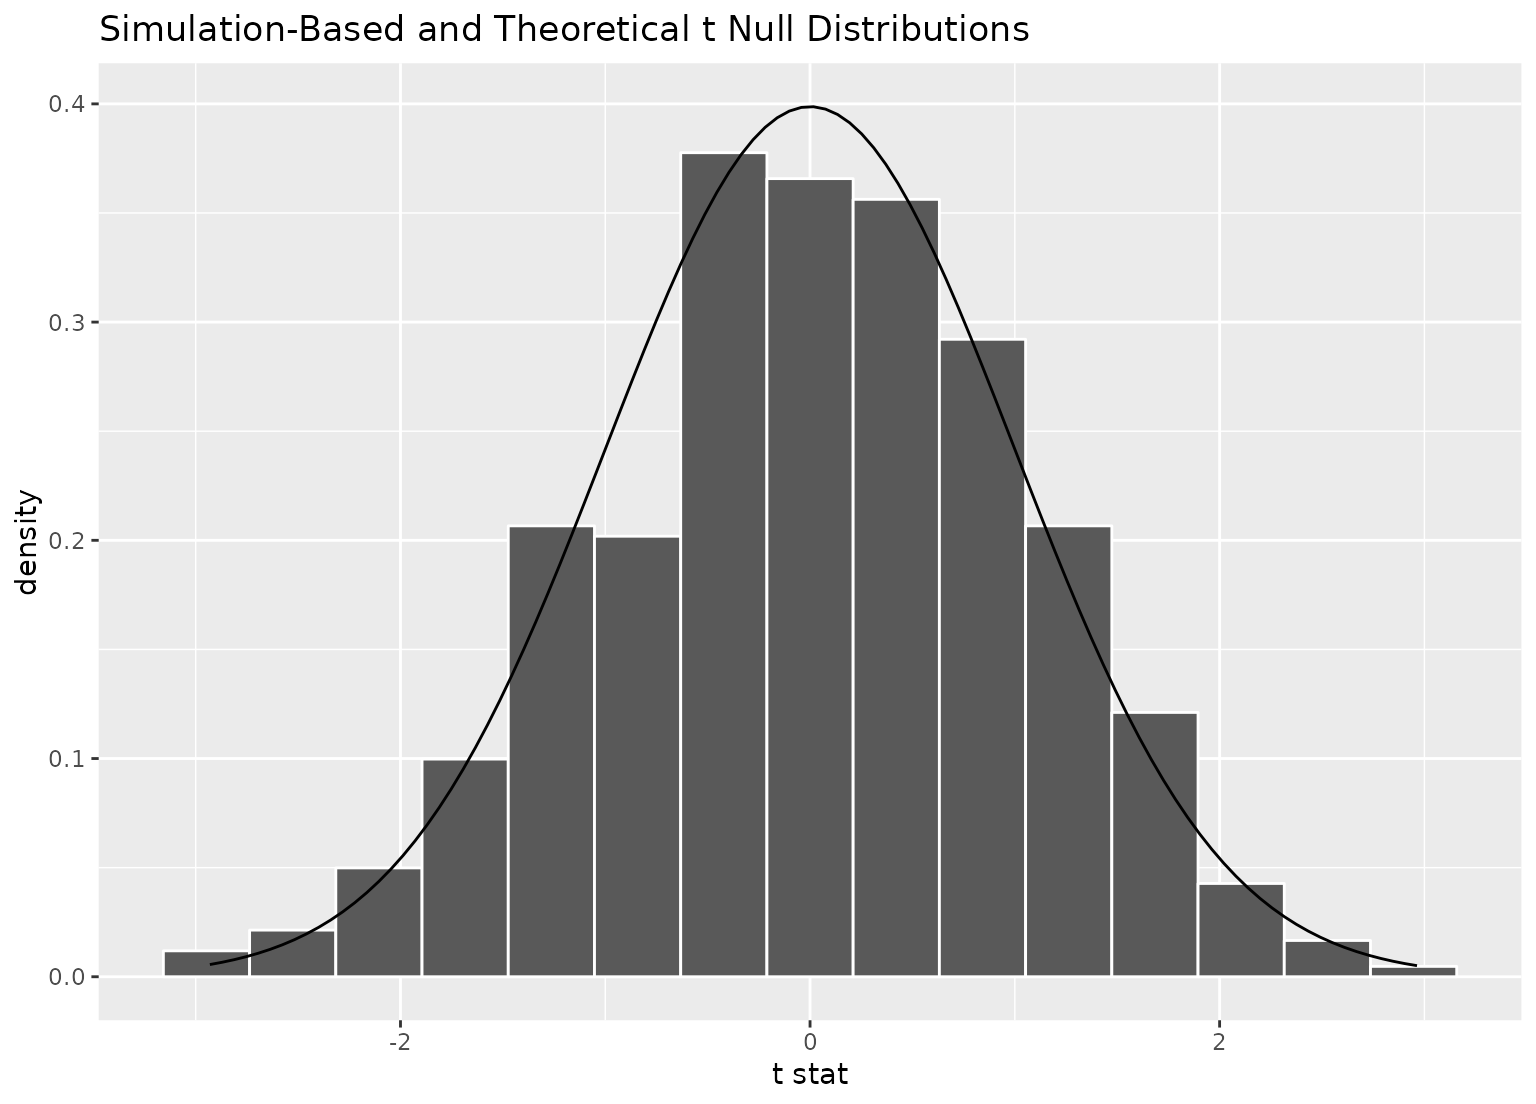 Simulation-Based and Theoretical t Null Distributions
0.4
0.3
0.2
0.1
0.0
density
-2 0 2
t stat